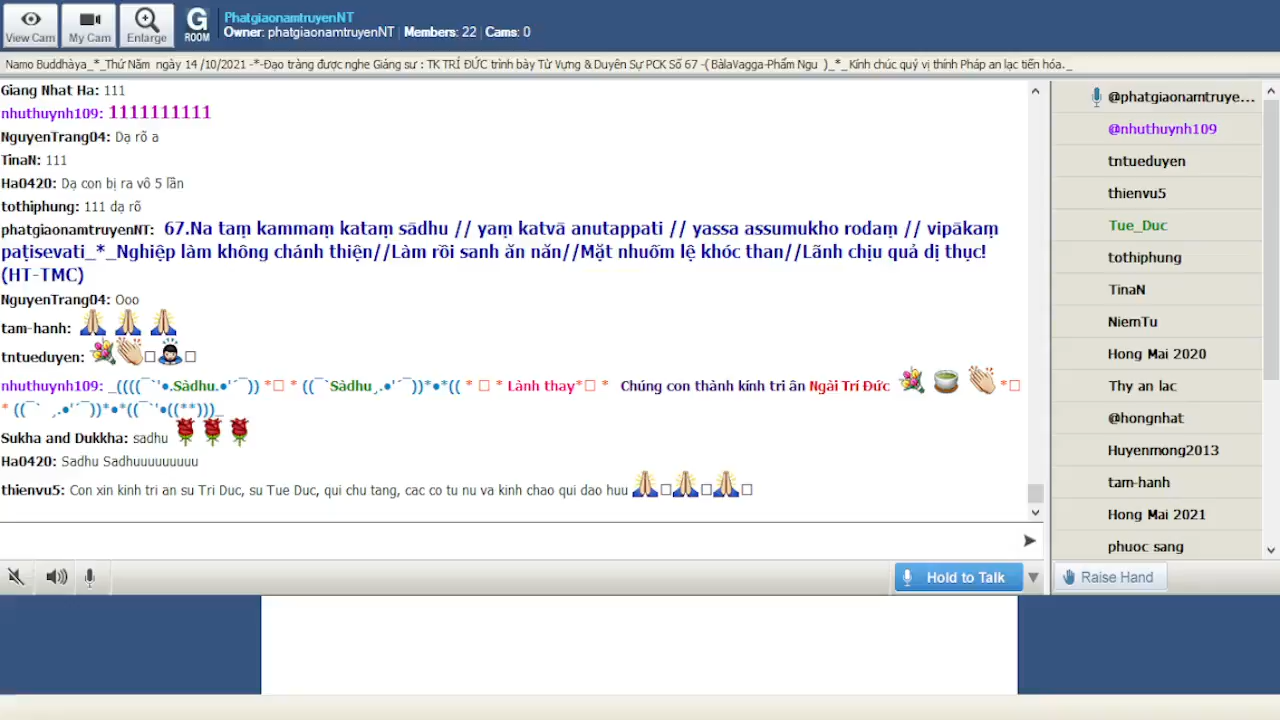 View Cam
My Cam
Enlarge
G
ROOM
PhatgiaonamtruyenNT
Owner: phatgiaonamtruyenNT | Members: 22 | Cams: 0
Namo Buddhàya_*_Thứ Năm ngày 14 /10/2021 -*-Đạo tràng được nghe Giảng sư : TK TRÍ ĐỨC trình bày Từ Vựng & Duyên Sự PCK Số 67 -( BàlaVagga-Phẩm Ngu )_*_ Kính chúc quý vị thính Pháp an lạc tiến hóa._
Giang Nhat Ha: 111
nhuthuynh109: 1111111111
NguyenTrang04: Dạ rõ a
TinaN: 111
Ha0420: Dạ con bị ra vô 5 lần
tothiphung: 111 dạ rõ
phatgiaonamtruyenNT: 67.Na taṃ kammaṃ kataṃ sādhu // yaṃ katvā anutappati // yassa assumukho rodaṃ // vipākaṃ
paṭisevati_*_Nghiệp làm không chánh thiện//Làm rồi sanh ăn năn//Mặt nhuốm lệ khóc than//Lãnh chịu quả dị thục!
(HT-TMC)
NguyenTrang04: Ooo
tam-hanh: 🙏 🙏 🙏
tntueduyen: 💐👏□🙇□
nhuthuynh109: _((((¯`'•.Sàdhu.•'´¯)) *□ * ((¯`Sàdhu¸.•'´¯))*•*(( * □ * Lành thay*□ * Chúng con thành kính tri ân Ngài Trí Đức 💐 🍵 👏 *□
* ((¯` ¸.•'´¯))*•*((¯`'•((**)))_
Sukha and Dukkha: sadhu 🌹🌹🌹
Ha0420: Sadhu Sadhuuuuuuuuu
thienvu5: Con xin kinh tri an su Tri Duc, su Tue Duc, qui chu tang, cac co tu nu va kinh chao qui dao huu 🙏□🙏□🙏□
Hold to Talk
@phatgiaonamtruye...
@nhuthuynh109
tntueduyen
thienvu5
Tue_Duc
tothiphung
TinaN
NiemTu
Hong Mai 2020
Thy an lac
@hongnhat
Huyenmong2013
tam-hanh
Hong Mai 2021
phuoc sang
Raise Hand